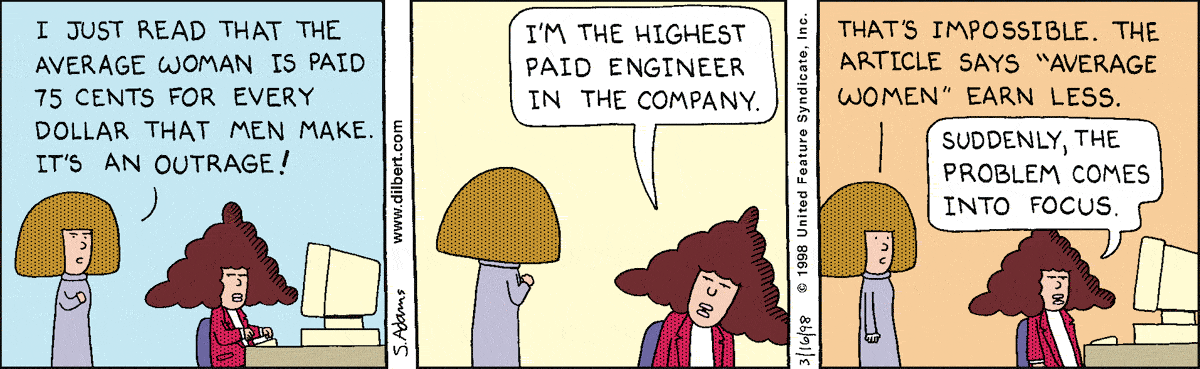 I JUST READ THAT THE
AVERAGE WOMAN IS PAID
75 CENTS FOR EVERY
DOLLAR THAT MEN MAKE.
IT'S AN OUTRAGE!
www.dilbert.com
S. Adams
I'M THE HIGHEST
PAID ENGINEER
IN THE COMPANY.
3/16/98 © 1998 United Feature Syndicate, Inc.
THAT'S IMPOSSIBLE. THE
ARTICLE SAYS "AVERAGE
WOMEN" EARN LESS.
SUDDENLY, THE
PROBLEM COMES
INTO FOCUS.